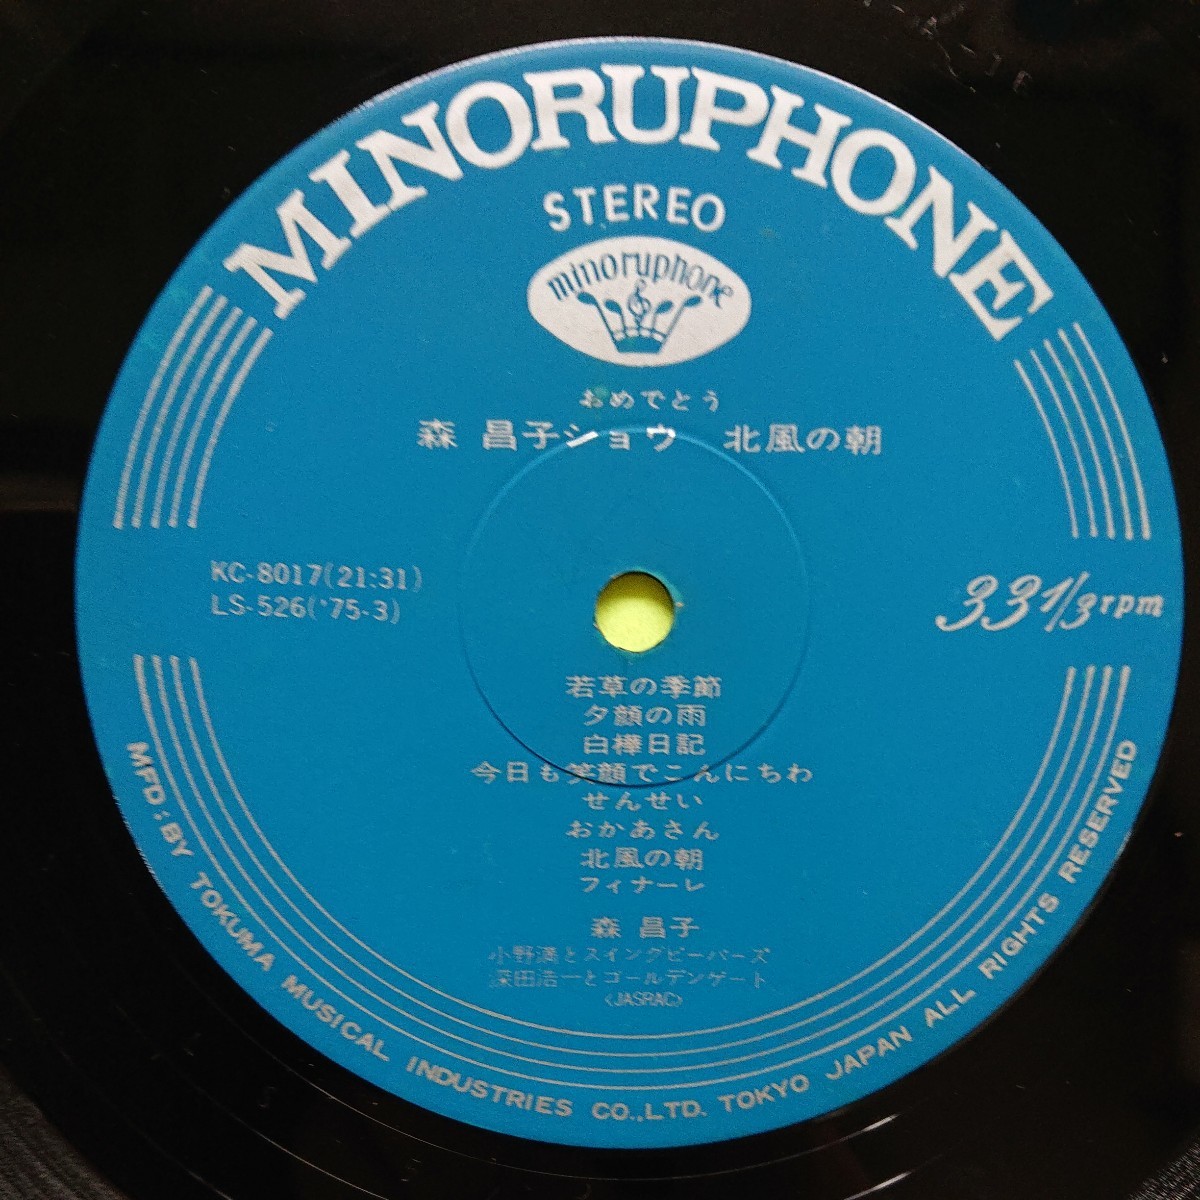 MINORUPHONE
STEREO
minoruphone
おめでとう
森 昌子ショウ 北風の朝
KC-8017(21:31)
LS-526('75-3)
33 1/3 rpm
若草の季節
夕顔の雨
白樺日記
今日も笑顔でこんにちわ
せんせい
おかあさん
北風の朝
フィナーレ
森 昌子
小野満とスイングビーバーズ
深田浩一とゴールデンゲート
<JASRAC>
MF'D; BY TOKUMA MUSICAL INDUSTRIES CO.,LTD. TOKYO JAPAN ALL RIGHTS RESERVED